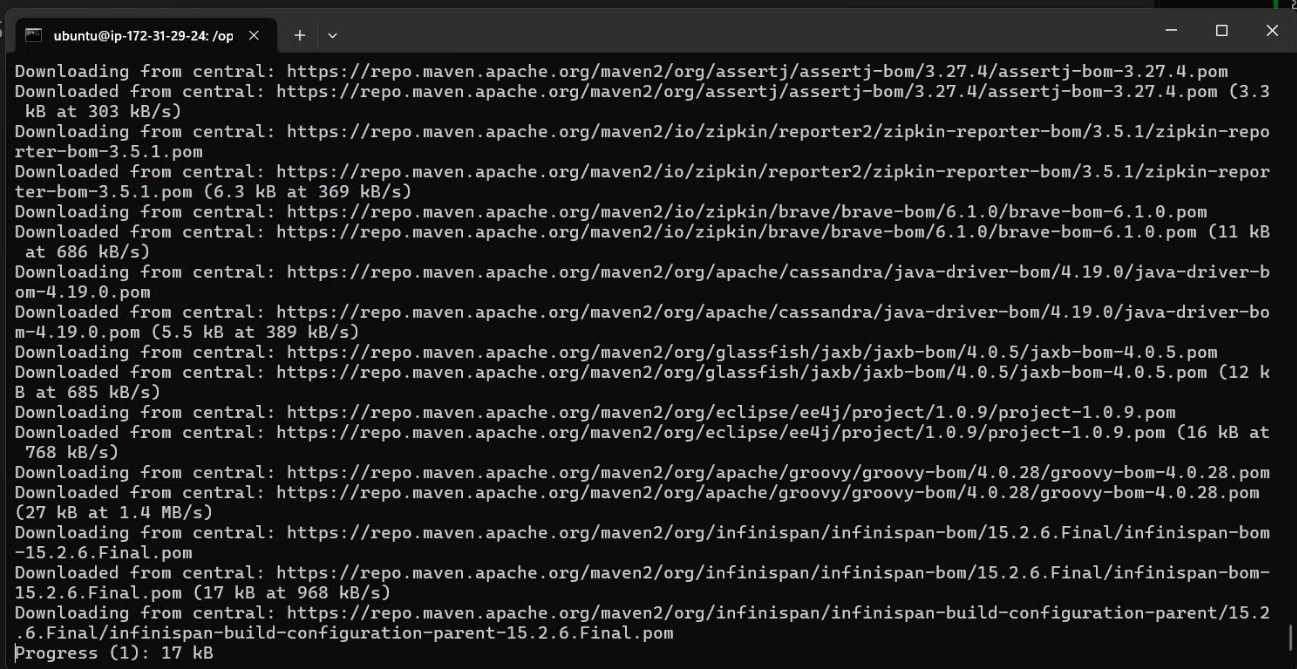 ubuntu@ip-172-31-29-24: /op
Downloading from central: https://repo.maven.apache.org/maven2/org/assertj/assertj-bom/3.27.4/assertj-bom-3.27.4.pom
Downloaded from central: https://repo.maven.apache.org/maven2/org/assertj/assertj-bom/3.27.4/assertj-bom-3.27.4.pom (3.3
 kB at 303 kB/s)
Downloading from central: https://repo.maven.apache.org/maven2/io/zipkin/reporter2/zipkin-reporter-bom/3.5.1/zipkin-repo
rter-bom-3.5.1.pom
Downloaded from central: https://repo.maven.apache.org/maven2/io/zipkin/reporter2/zipkin-reporter-bom/3.5.1/zipkin-repor
ter-bom-3.5.1.pom (6.3 kB at 369 kB/s)
Downloading from central: https://repo.maven.apache.org/maven2/io/zipkin/brave/brave-bom/6.1.0/brave-bom-6.1.0.pom
Downloaded from central: https://repo.maven.apache.org/maven2/io/zipkin/brave/brave-bom/6.1.0/brave-bom-6.1.0.pom (11 kB
 at 686 kB/s)
Downloading from central: https://repo.maven.apache.org/maven2/org/apache/cassandra/java-driver-bom/4.19.0/java-driver-b
om-4.19.0.pom
Downloaded from central: https://repo.maven.apache.org/maven2/org/apache/cassandra/java-driver-bom/4.19.0/java-driver-bo
m-4.19.0.pom (5.5 kB at 389 kB/s)
Downloading from central: https://repo.maven.apache.org/maven2/org/glassfish/jaxb/jaxb-bom/4.0.5/jaxb-bom-4.0.5.pom
Downloaded from central: https://repo.maven.apache.org/maven2/org/glassfish/jaxb/jaxb-bom/4.0.5/jaxb-bom-4.0.5.pom (12 k
B at 685 kB/s)
Downloading from central: https://repo.maven.apache.org/maven2/org/eclipse/ee4j/project/1.0.9/project-1.0.9.pom
Downloaded from central: https://repo.maven.apache.org/maven2/org/eclipse/ee4j/project/1.0.9/project-1.0.9.pom (16 kB at
 768 kB/s)
Downloading from central: https://repo.maven.apache.org/maven2/org/apache/groovy/groovy-bom/4.0.28/groovy-bom-4.0.28.pom
Downloaded from central: https://repo.maven.apache.org/maven2/org/apache/groovy/groovy-bom/4.0.28/groovy-bom-4.0.28.pom
(27 kB at 1.4 MB/s)
Downloading from central: https://repo.maven.apache.org/maven2/org/infinispan/infinispan-bom/15.2.6.Final/infinispan-bom
-15.2.6.Final.pom
Downloaded from central: https://repo.maven.apache.org/maven2/org/infinispan/infinispan-bom/15.2.6.Final/infinispan-bom-
15.2.6.Final.pom (17 kB at 968 kB/s)
Downloading from central: https://repo.maven.apache.org/maven2/org/infinispan/infinispan-build-configuration-parent/15.2
.6.Final/infinispan-build-configuration-parent-15.2.6.Final.pom
Progress (1): 17 kB